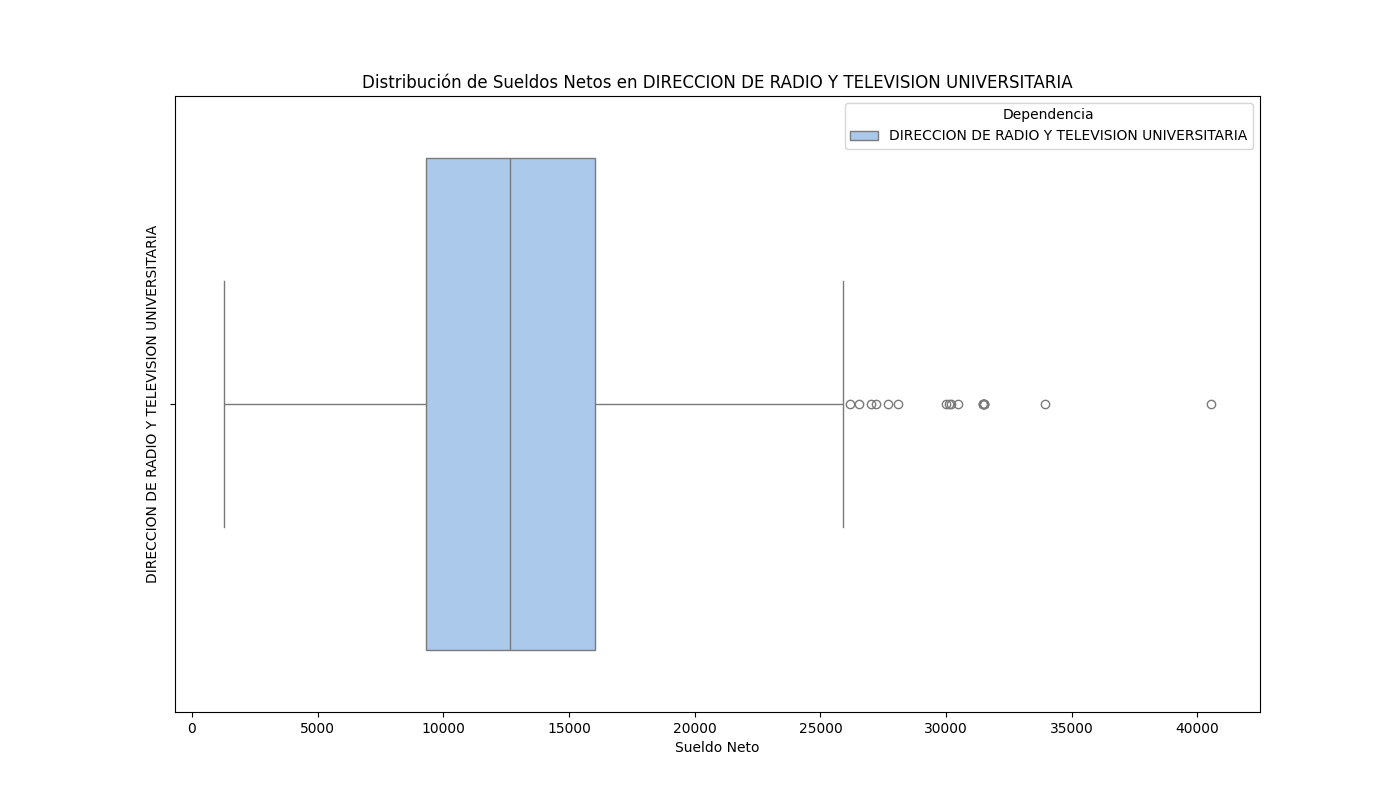 Distribución de Sueldos Netos en DIRECCION DE RADIO Y TELEVISION UNIVERSITARIA
Dependencia
DIRECCION DE RADIO Y TELEVISION UNIVERSITARIA
DIRECCION DE RADIO Y TELEVISION UNIVERSITARIA
0 5000 10000 15000 20000 25000 30000 35000 40000
Sueldo Neto